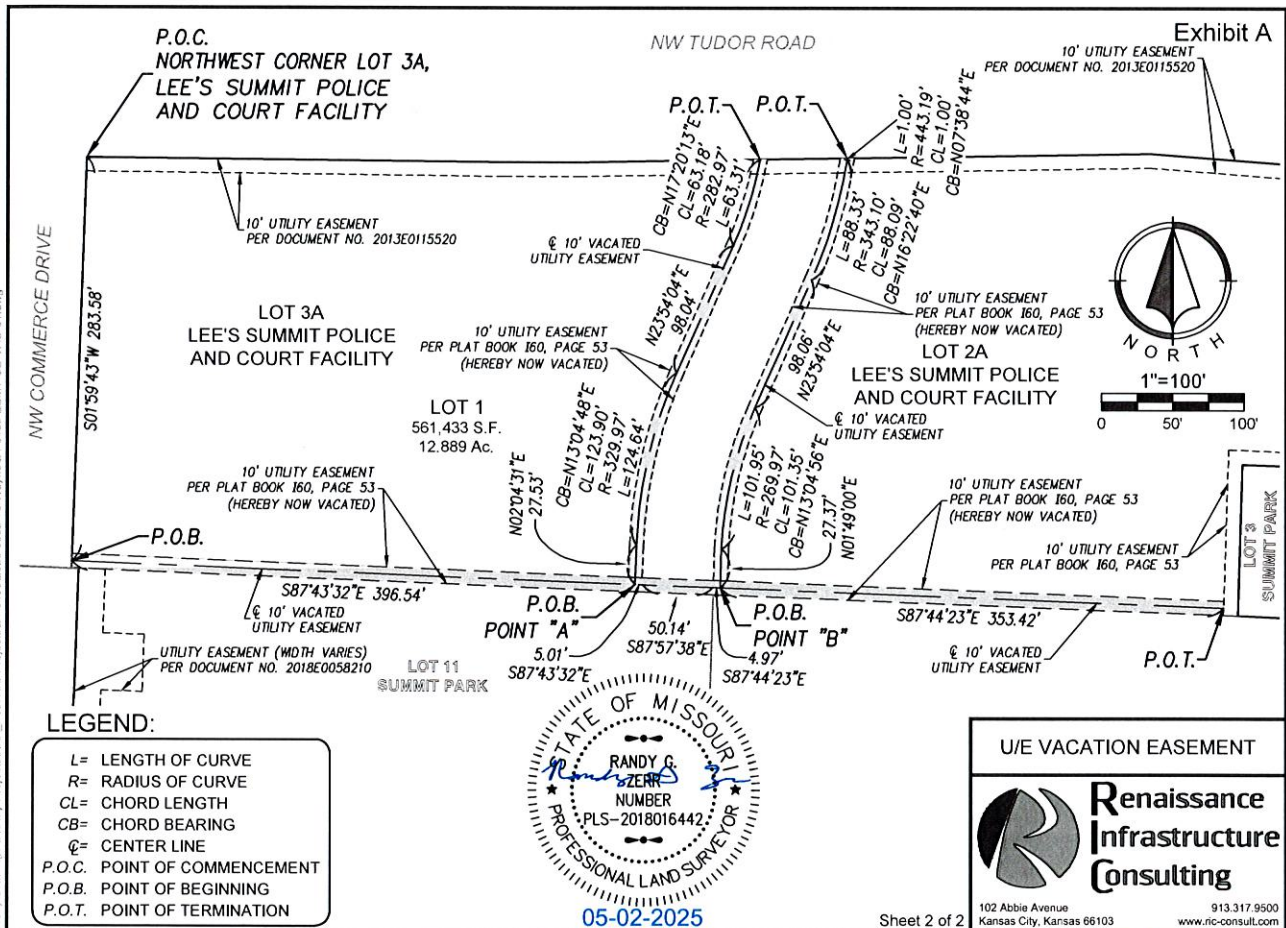 Exhibit A
P.O.C.
NORTHWEST CORNER LOT 3A,
LEE'S SUMMIT POLICE
AND COURT FACILITY
NW TUDOR ROAD
10' UTILITY EASEMENT
PER DOCUMENT NO. 2013E0115520
P.O.T.
P.O.T.
L=1.00'
R=443.19'
CL=1.00'
CB=N07°38'44"E
CB=N17°20'13"E
CL=63.18'
R=282.97'
L=63.31'
10' UTILITY EASEMENT
PER DOCUMENT NO. 2013E0115520
℄ 10' VACATED
UTILITY EASEMENT
L=88.33'
R=343.10'
CL=88.09'
CB=N16°22'40"E
NW COMMERCE DRIVE
S01°59'43"W 283.58'
LOT 3A
LEE'S SUMMIT POLICE
AND COURT FACILITY
N23°54'04"E
98.04'
10' UTILITY EASEMENT
PER PLAT BOOK I60, PAGE 53
(HEREBY NOW VACATED)
10' UTILITY EASEMENT
PER PLAT BOOK I60, PAGE 53
(HEREBY NOW VACATED)
98.06'
N23°54'04"E
LOT 2A
LEE'S SUMMIT POLICE
AND COURT FACILITY
NORTH
1"=100'
0 50' 100'
LOT 1
561,433 S.F.
12.889 Ac.
℄ 10' VACATED
UTILITY EASEMENT
N02°04'31"E
27.53'
CB=N13°04'48"E
CL=123.90'
R=329.97'
L=124.64'
L=101.95'
R=269.97'
CL=101.35'
CB=N13°04'56"E
27.37'
N01°49'00"E
10' UTILITY EASEMENT
PER PLAT BOOK I60, PAGE 53
(HEREBY NOW VACATED)
10' UTILITY EASEMENT
PER PLAT BOOK I60, PAGE 53
(HEREBY NOW VACATED)
LOT 3
SUMMIT PARK
10' UTILITY EASEMENT
PER PLAT BOOK I60, PAGE 53
P.O.B.
S87°43'32"E 396.54'
℄ 10' VACATED
UTILITY EASEMENT
P.O.B.
POINT "A"
5.01'
S87°43'32"E
50.14'
S87°57'38"E
P.O.B.
POINT "B"
4.97'
S87°44'23"E
S87°44'23"E 353.42'
℄ 10' VACATED
UTILITY EASEMENT
P.O.T.
UTILITY EASEMENT (WIDTH VARIES)
PER DOCUMENT NO. 2018E0058210
LOT 11
SUMMIT PARK
LEGEND:
L= LENGTH OF CURVE
R= RADIUS OF CURVE
CL= CHORD LENGTH
CB= CHORD BEARING
℄= CENTER LINE
P.O.C. POINT OF COMMENCEMENT
P.O.B. POINT OF BEGINNING
P.O.T. POINT OF TERMINATION
STATE OF MISSOURI
RANDY G.
ZERR
NUMBER
PLS-2018016442
PROFESSIONAL LAND SURVEYOR
05-02-2025
Sheet 2 of 2
U/E VACATION EASEMENT
Renaissance
Infrastructure
Consulting
102 Abbie Avenue
Kansas City, Kansas 66103
913.317.9500
www.ric-consult.com